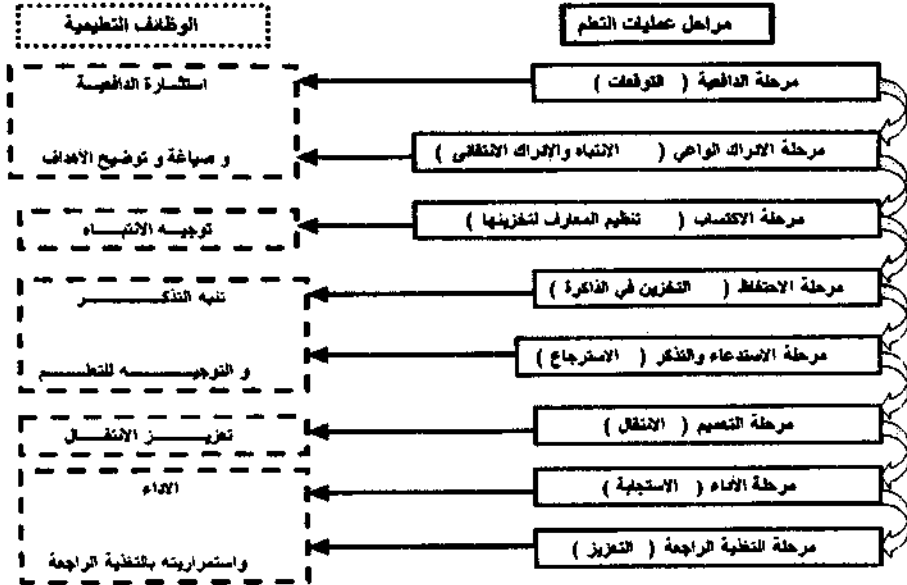 مراحل عمليات التعلم
الوظائف التعليمية
مرحلة الدافعية ( التوقعات )
استثارة الدافعية
مرحلة الادراك الواعي ( الانتباه والإدراك الانتقائى )
و صياغة و توضيح الأهداف
مرحلة الاكتساب ( تنظيم المعارف لتخزينها )
توجيه الانتباه
مرحلة الاحتفاظ ( التخزين في الذاكرة )
تنبه التذكر
مرحلة الاستدعاء والتذكر ( الاسترجاع )
و التوجيه للتعلم
مرحلة التعميم ( الانتقال )
تعزيز الانتقال
مرحلة الأداء ( الاستجابة )
الاداء
مرحلة التغذية الراجعة ( التعزيز )
واستمراريته بالتغذية الراجعة